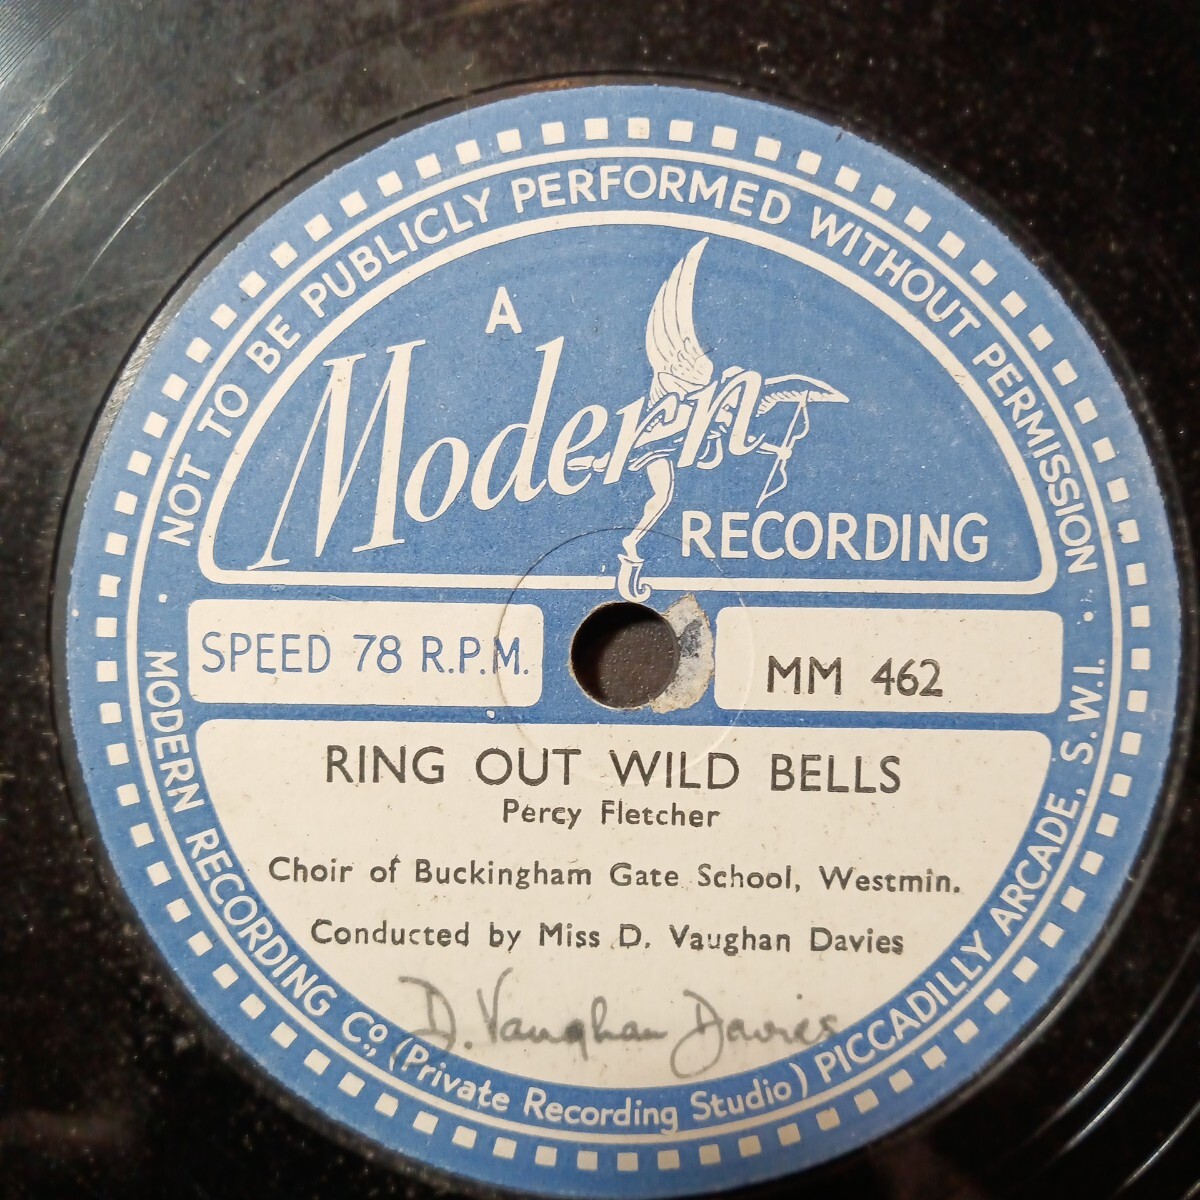 NOT TO BE PUBLICLY PERFORMED WITHOUT PERMISSION
A
Modern
RECORDING
SPEED 78 R.P.M.
MM 462
RING OUT WILD BELLS
Percy Fletcher
Choir of Buckingham Gate School, Westmin.
Conducted by Miss D. Vaughan Davies
D. Vaughan Davies
MODERN RECORDING Cº., (Private Recording Studio) PICCADILLY ARCADE, S.W.I.